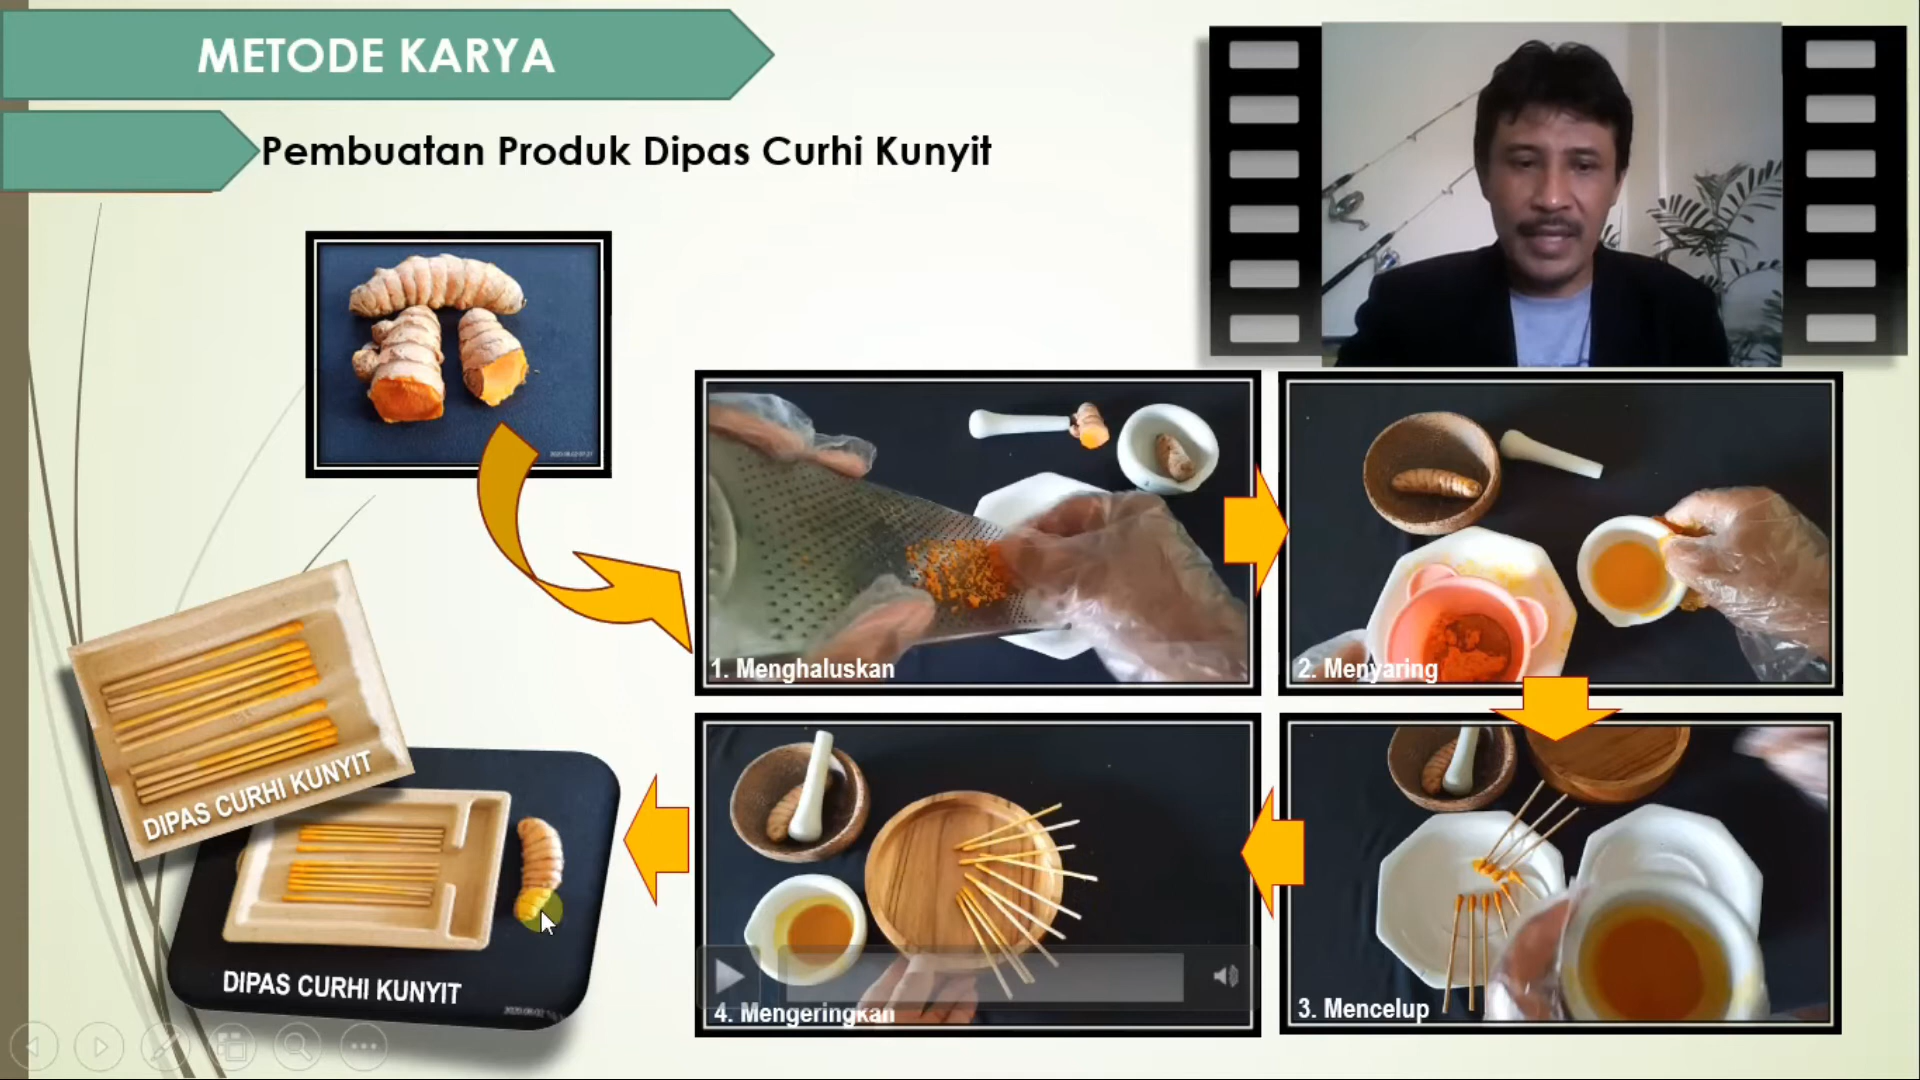 METODE KARYA
Pembuatan Produk Dipas Curhi Kunyit
1. Menghaluskan
2. Menyaring
3. Mencelup
4. Mengeringkan
DIPAS CURHI KUNYIT
DIPAS CURHI KUNYIT